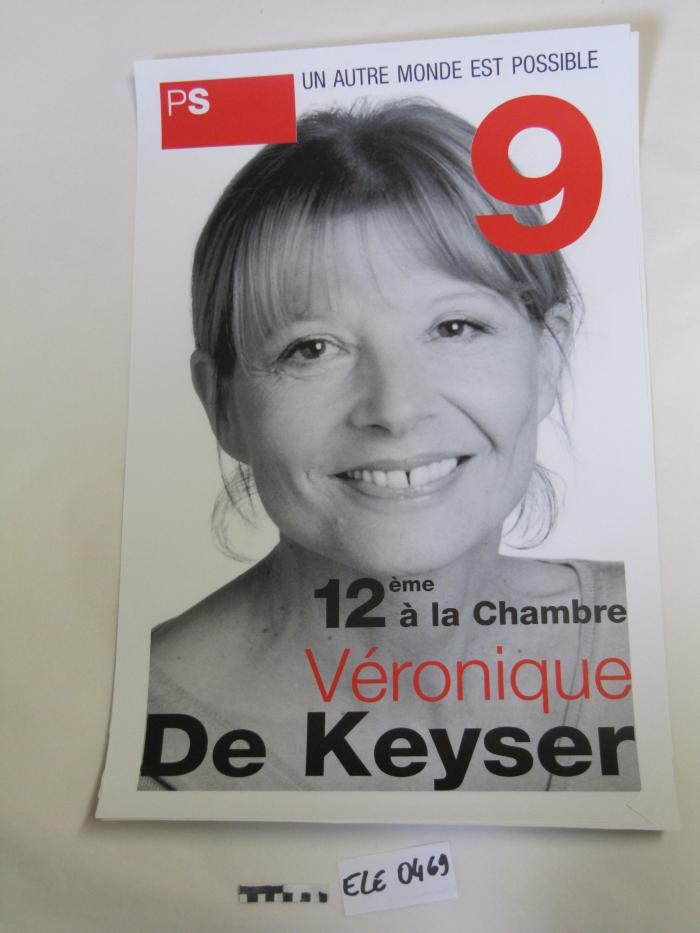 PS
UN AUTRE MONDE EST POSSIBLE
9
12ème à la Chambre
Véronique
De Keyser
ELE 0469